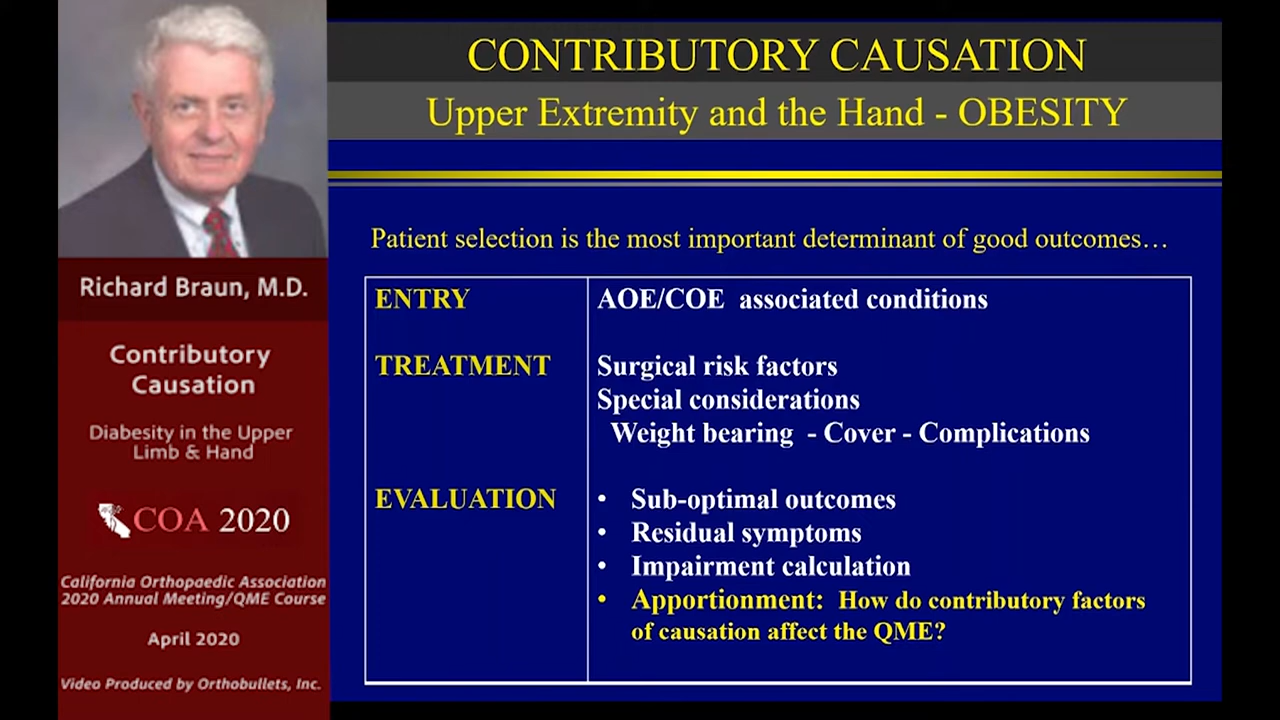 Richard Braun, M.D.
Contributory
Causation
Diabesity in the Upper
Limb & Hand
COA 2020
California Orthopaedic Association
2020 Annual Meeting/QME Course
April 2020
Video Produced by Orthobullets, Inc.
CONTRIBUTORY CAUSATION
Upper Extremity and the Hand - OBESITY
Patient selection is the most important determinant of good outcomes…
ENTRY AOE/COE associated conditions
TREATMENT Surgical risk factors
Special considerations
Weight bearing - Cover - Complications
EVALUATION • Sub-optimal outcomes
• Residual symptoms
• Impairment calculation
• Apportionment: How do contributory factors
of causation affect the QME?